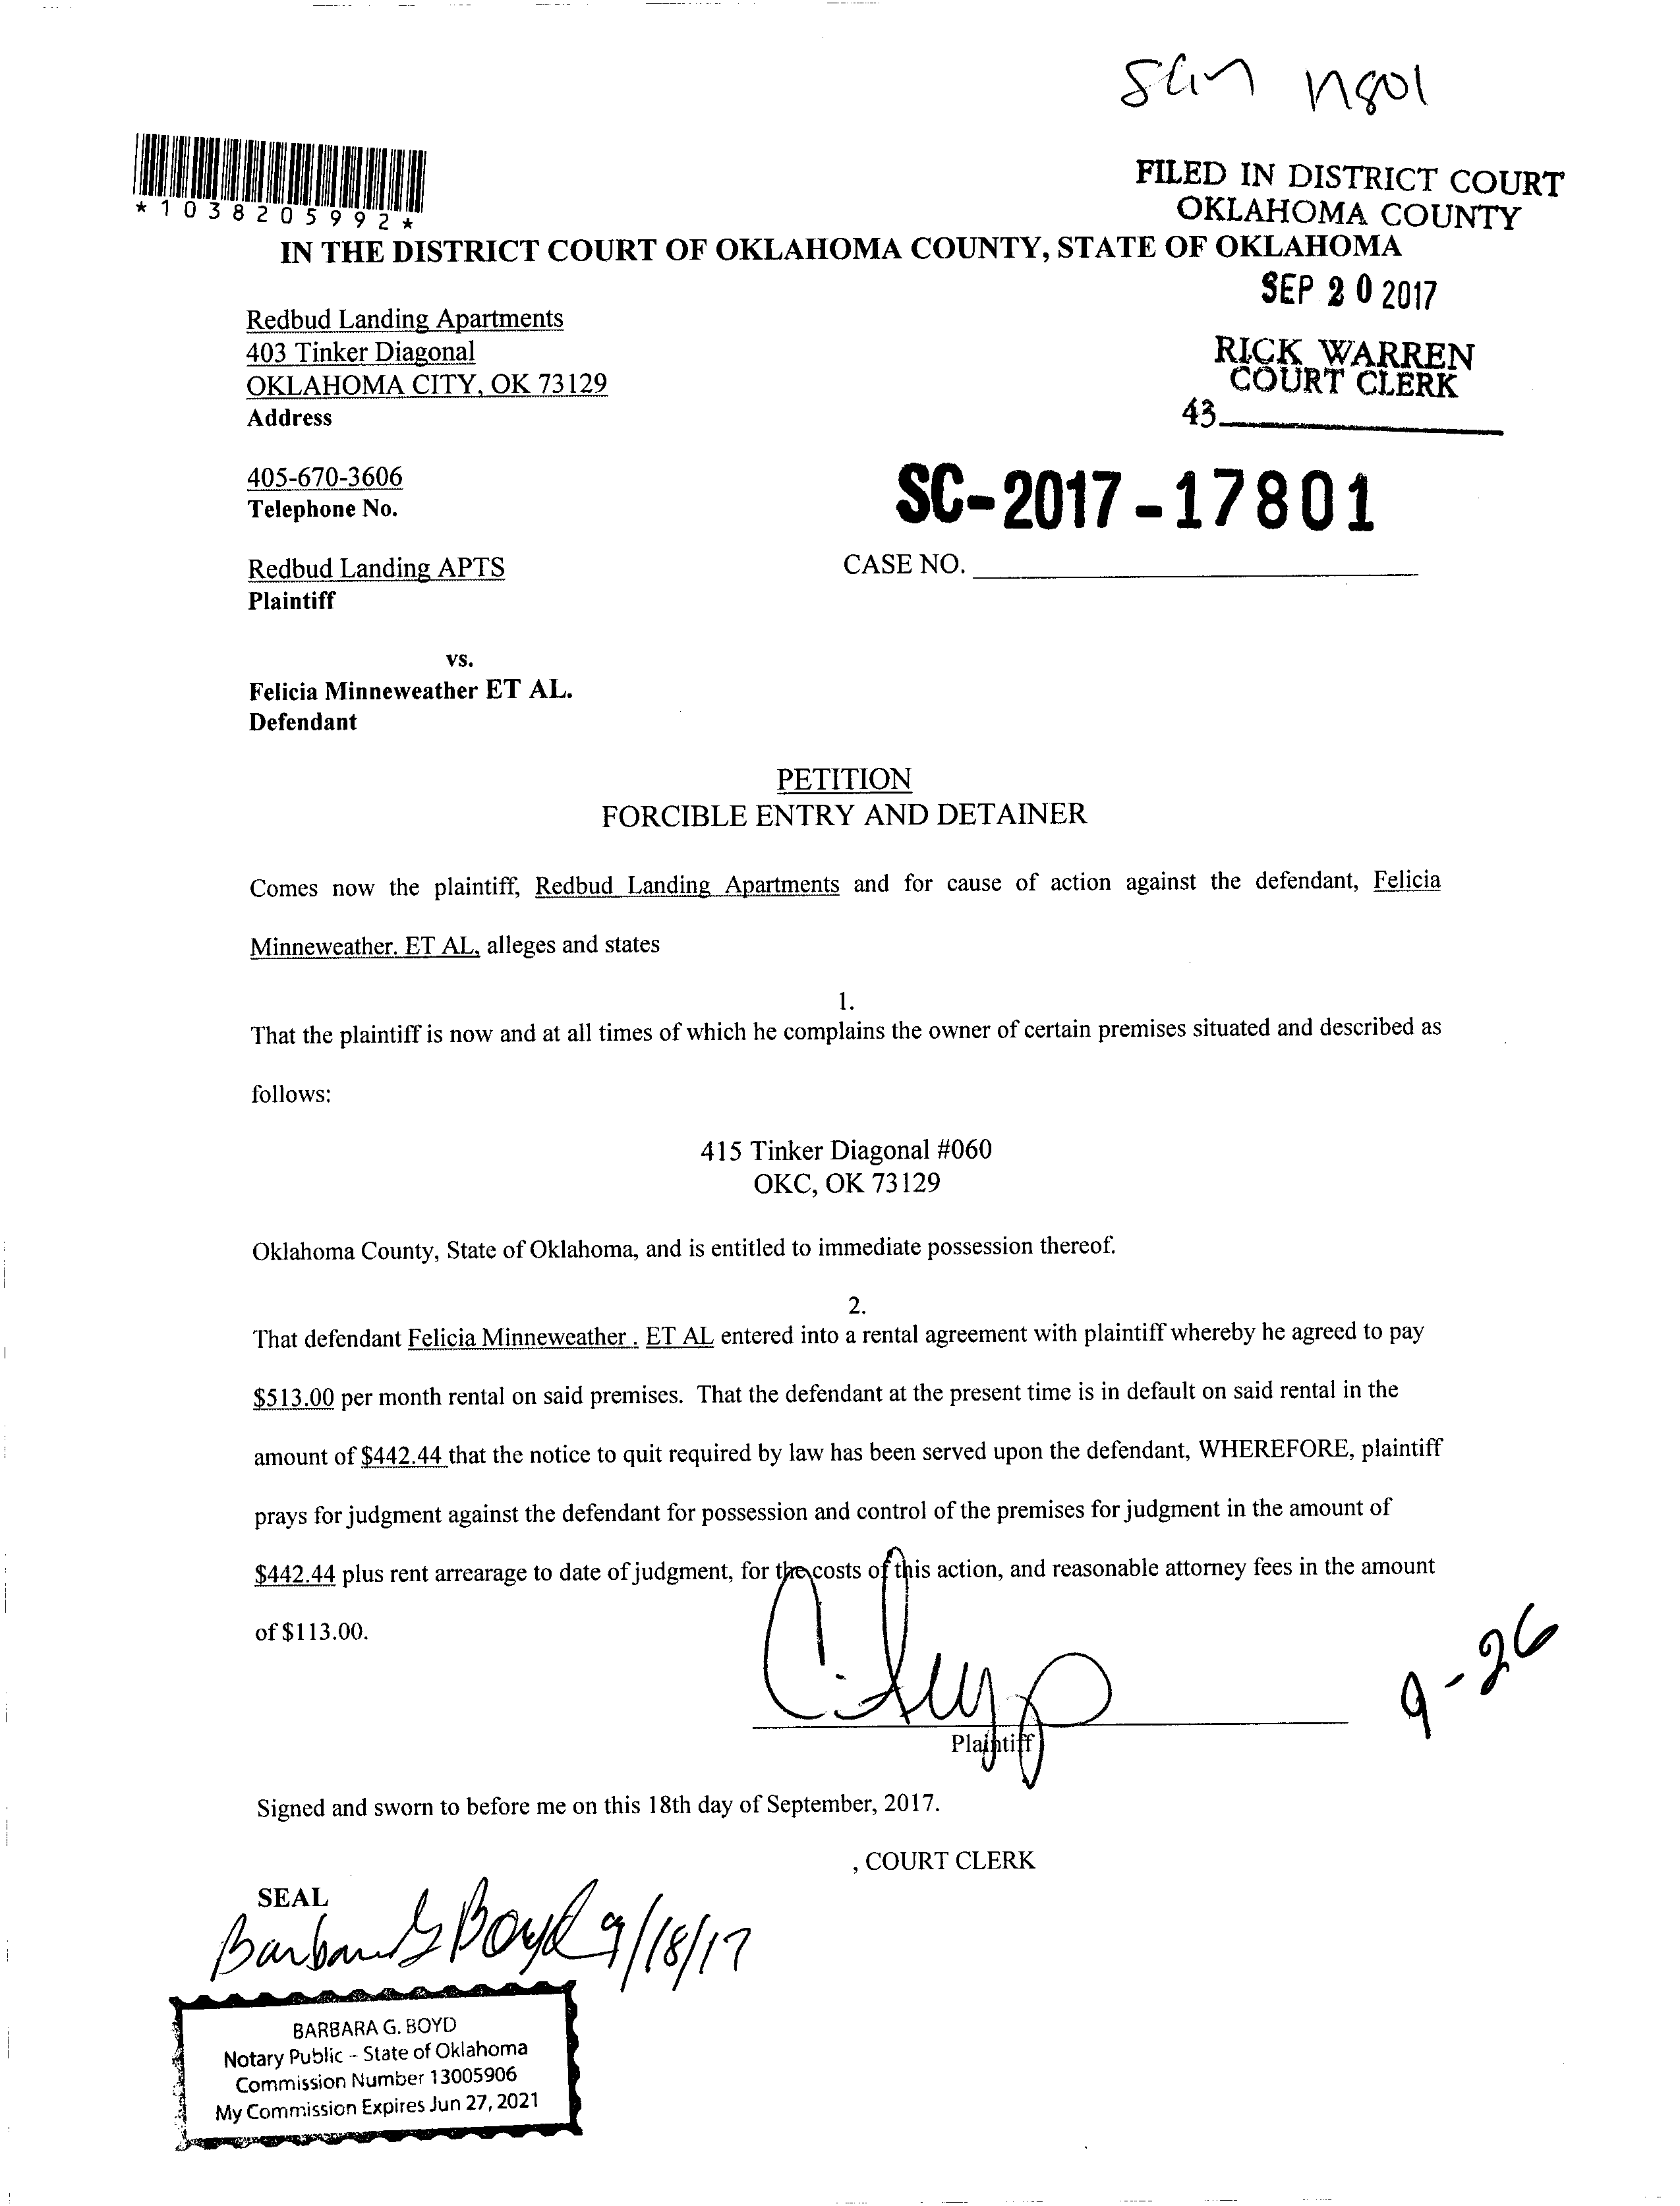 *1038205992*
FILED IN DISTRICT COURT
OKLAHOMA COUNTY
IN THE DISTRICT COURT OF OKLAHOMA COUNTY, STATE OF OKLAHOMA
SEP 20 2017
Redbud Landing Apartments
403 Tinker Diagonal
OKLAHOMA CITY, OK 73129
Address
RICK WARREN
COURT CLERK
43
405-670-3606
Telephone No.
SC-2017-17801
Redbud Landing APTS
CASE NO.
Plaintiff
vs.
Felicia Minneweather ET AL.
Defendant
PETITION
FORCIBLE ENTRY AND DETAINER
Comes now the plaintiff, Redbud Landing Apartments and for cause of action against the defendant, Felicia
Minneweather. ET AL, alleges and states
1.
That the plaintiff is now and at all times of which he complains the owner of certain premises situated and described as
follows:
415 Tinker Diagonal #060
OKC, OK 73129
Oklahoma County, State of Oklahoma, and is entitled to immediate possession thereof.
2.
That defendant Felicia Minneweather . ET AL entered into a rental agreement with plaintiff whereby he agreed to pay
$513.00 per month rental on said premises. That the defendant at the present time is in default on said rental in the
amount of $442.44 that the notice to quit required by law has been served upon the defendant, WHEREFORE, plaintiff
prays for judgment against the defendant for possession and control of the premises for judgment in the amount of
$442.44 plus rent arrearage to date of judgment, for the costs of this action, and reasonable attorney fees in the amount
of $113.00.
9-26
Plaintiff
Signed and sworn to before me on this 18th day of September, 2017.
, COURT CLERK
SEAL
Barbara G Boyd 9/18/17
BARBARA G. BOYD
Notary Public - State of Oklahoma
Commission Number 13005906
My Commission Expires Jun 27, 2021